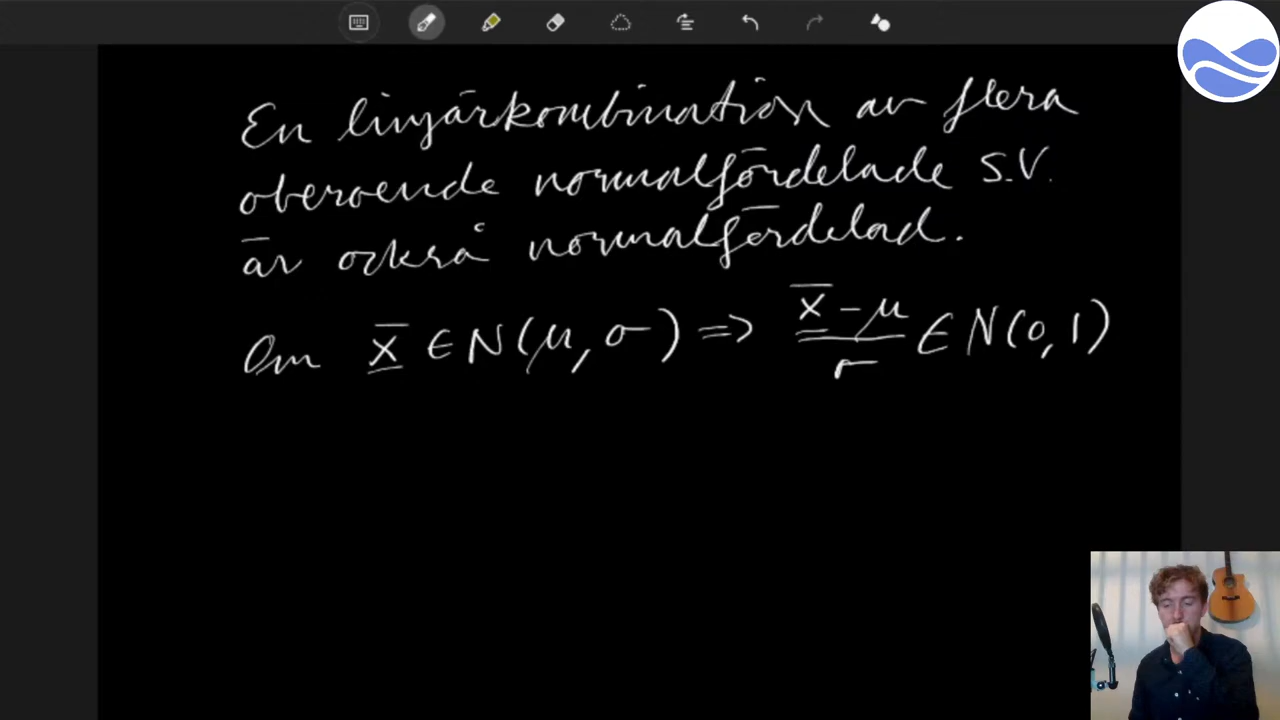 En linjärkombination av flera
oberoende normalfördelade S.V.
är också normalfördelad.
Om X ∈ N(μ, σ) => (X - μ)/σ ∈ N(0, 1)